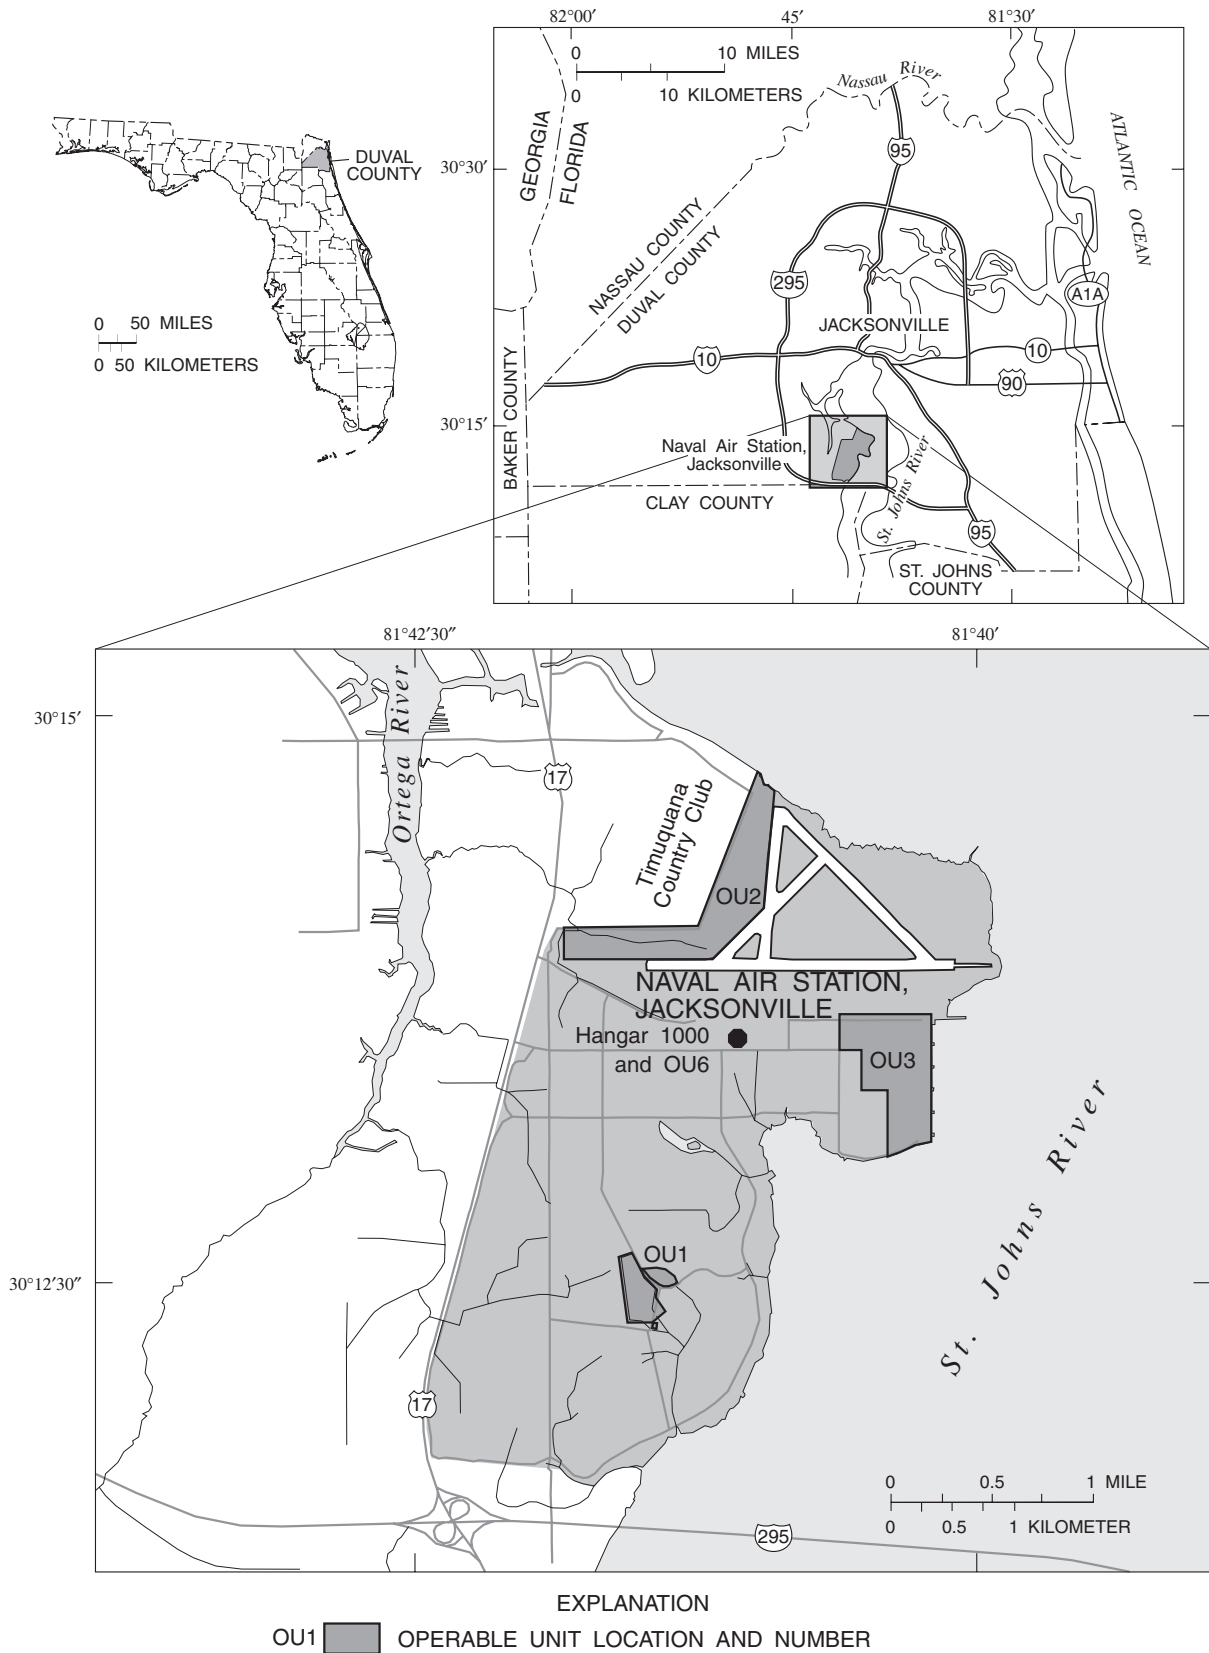 82°00′ 45′ 81°30′
0 10 MILES
0 10 KILOMETERS
Nassau River
GEORGIA
FLORIDA
95
ATLANTIC OCEAN
DUVAL
COUNTY
30°30′
NASSAU COUNTY
DUVAL COUNTY
295
A1A
0 50 MILES
0 50 KILOMETERS
JACKSONVILLE
10
10
90
BAKER COUNTY
30°15′
Naval Air Station,
Jacksonville
St. Johns River
CLAY COUNTY
95
ST. JOHNS
COUNTY
81°42′30″ 81°40′
30°15′
Ortega River
17
Timuquana
Country Club
OU2
NAVAL AIR STATION,
JACKSONVILLE
Hangar 1000
and OU6
OU3
St. Johns River
OU1
30°12′30″
17
0 0.5 1 MILE
0 0.5 1 KILOMETER
295
EXPLANATION
OU1 OPERABLE UNIT LOCATION AND NUMBER